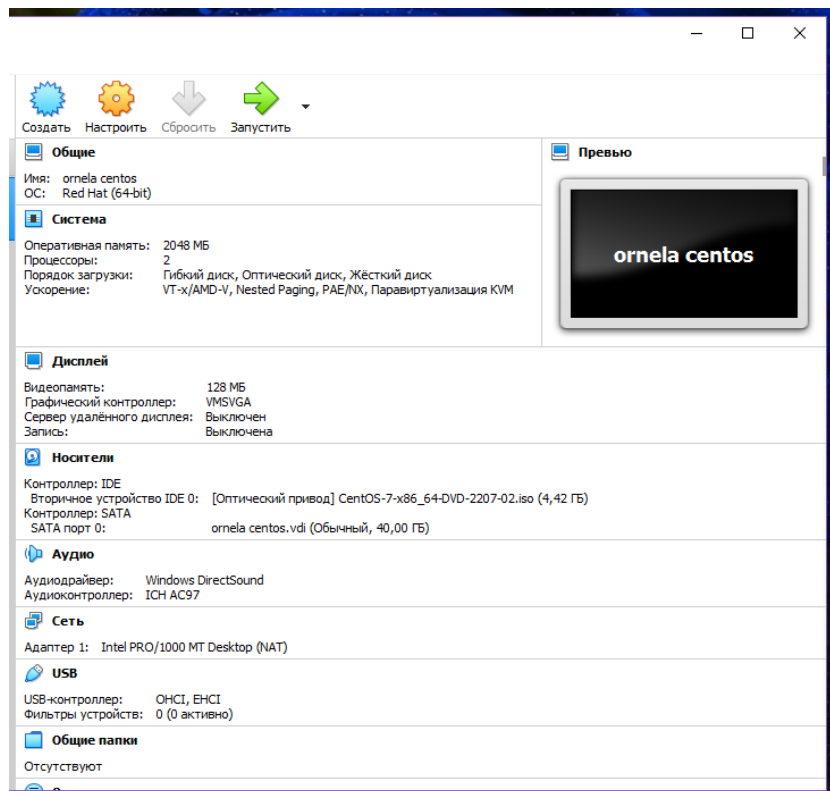 Создать Настроить Сбросить Запустить
Общие
Имя: ornela centos
ОС: Red Hat (64-bit)
Превью
ornela centos
Система
Оперативная память: 2048 МБ
Процессоры: 2
Порядок загрузки: Гибкий диск, Оптический диск, Жёсткий диск
Ускорение: VT-x/AMD-V, Nested Paging, PAE/NX, Паравиртуализация KVM
Дисплей
Видеопамять: 128 МБ
Графический контроллер: VMSVGA
Сервер удалённого дисплея: Выключен
Запись: Выключена
Носители
Контроллер: IDE
Вторичное устройство IDE 0: [Оптический привод] CentOS-7-x86_64-DVD-2207-02.iso (4,42 ГБ)
Контроллер: SATA
SATA порт 0: ornela centos.vdi (Обычный, 40,00 ГБ)
Аудио
Аудиодрайвер: Windows DirectSound
Аудиоконтроллер: ICH AC97
Сеть
Адаптер 1: Intel PRO/1000 MT Desktop (NAT)
USB
USB-контроллер: OHCI, EHCI
Фильтры устройств: 0 (0 активно)
Общие папки
Отсутствуют